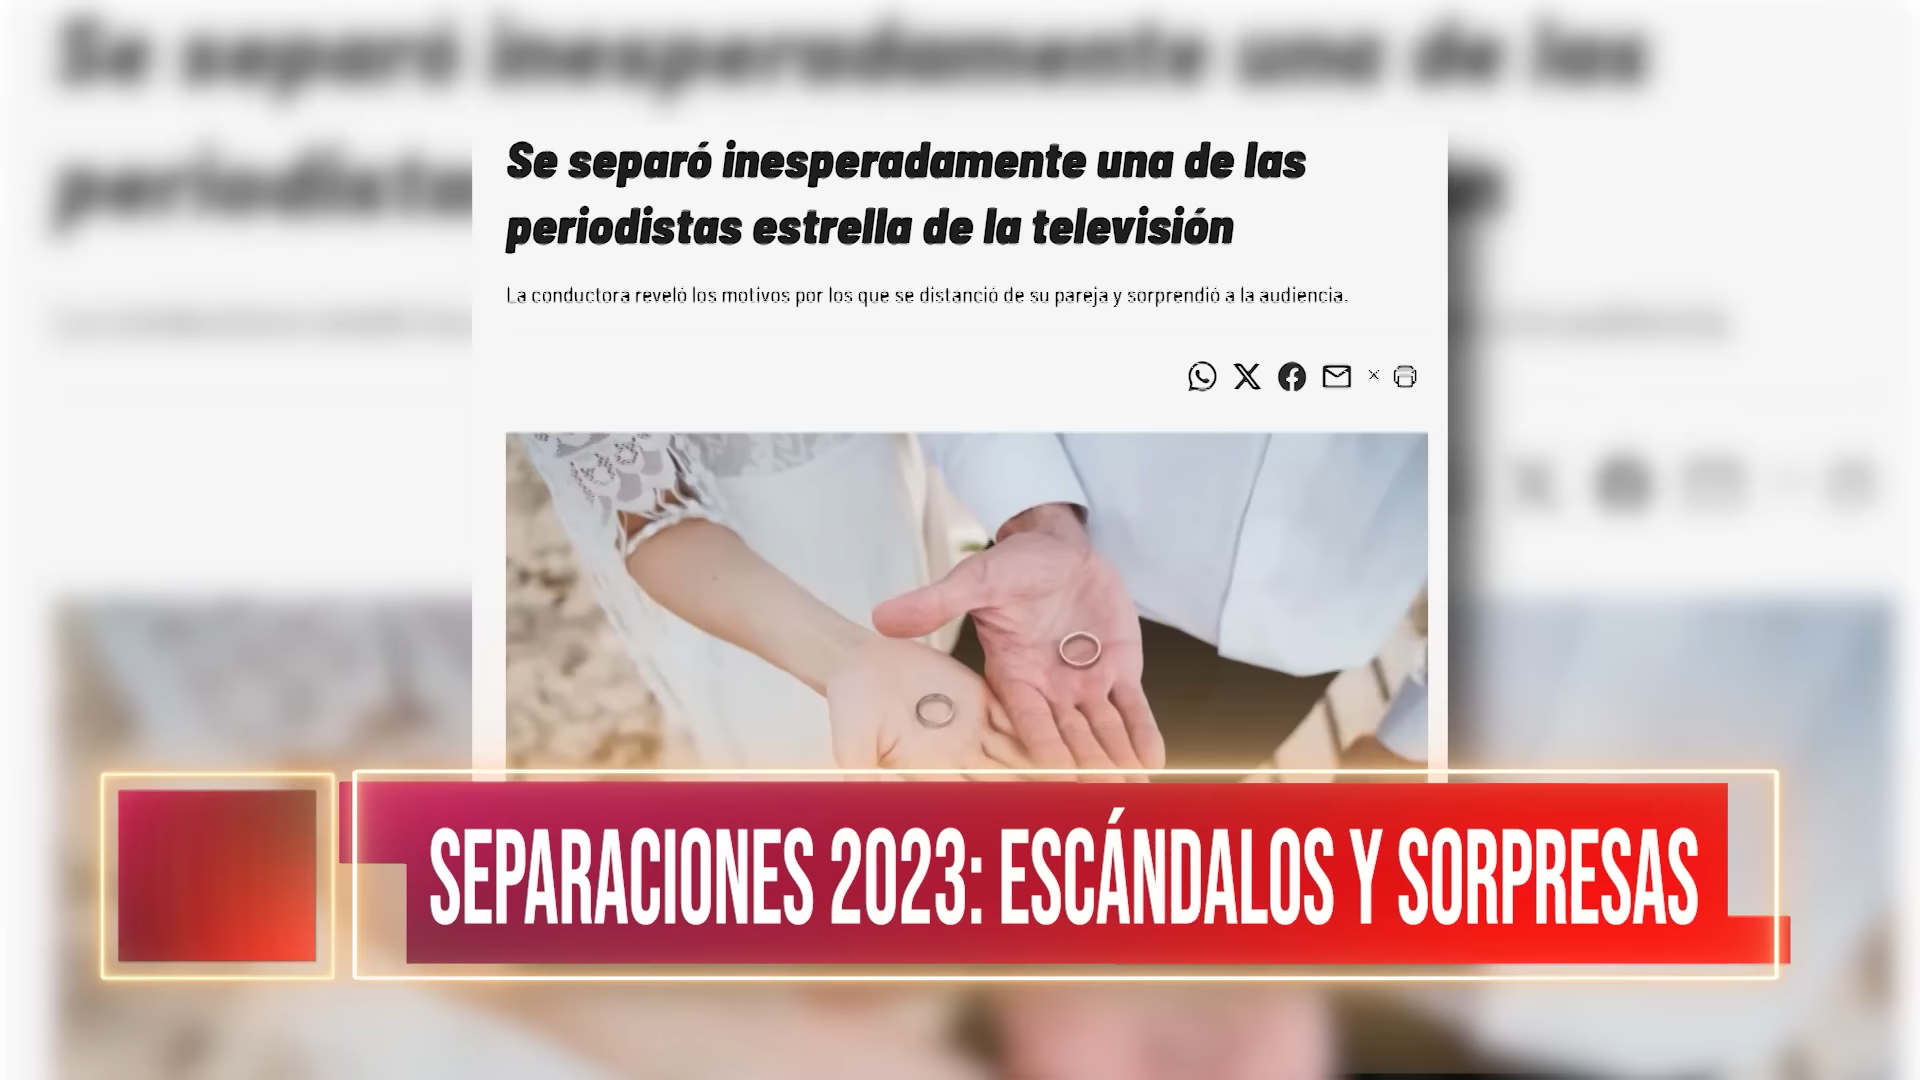 Se separó inesperadamente una de las
periodistas estrella de la televisión
La conductora reveló los motivos por los que se distanció de su pareja y sorprendió a la audiencia.
SEPARACIONES 2023: ESCÁNDALOS Y SORPRESAS